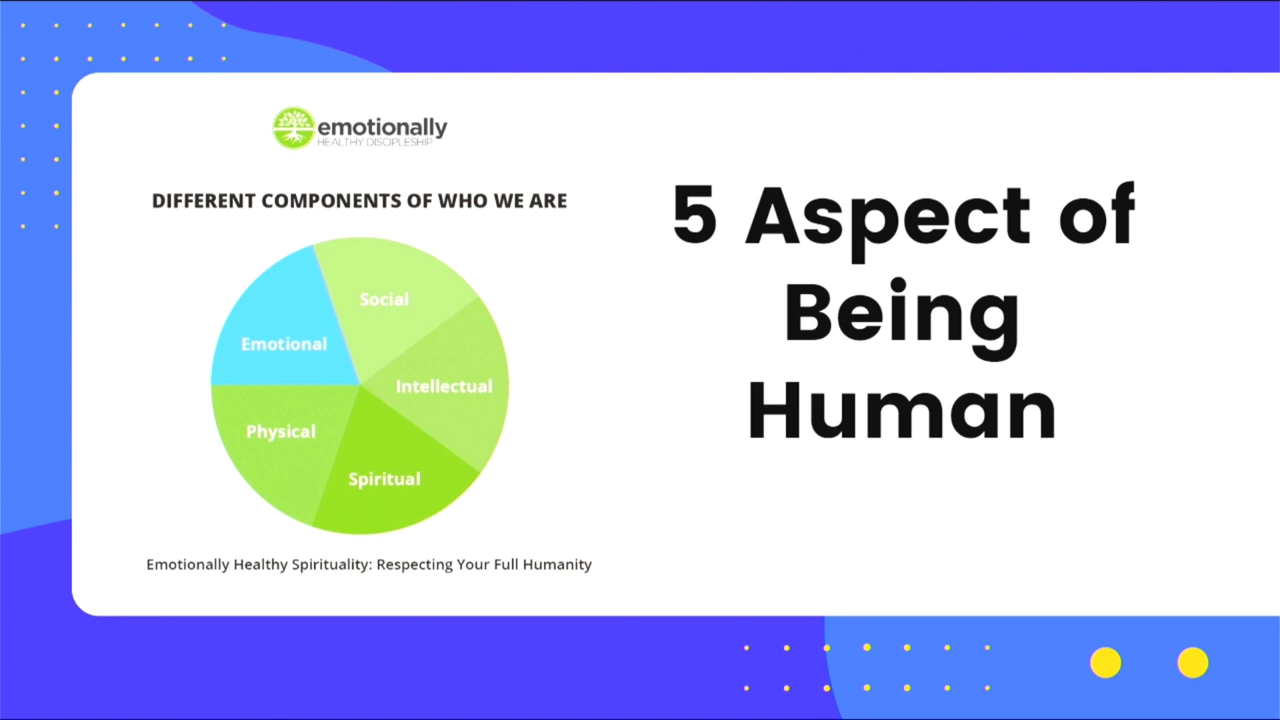 emotionally
HEALTHY DISCIPLESHIP
DIFFERENT COMPONENTS OF WHO WE ARE
Social
Emotional
Intellectual
Physical
Spiritual
Emotionally Healthy Spirituality: Respecting Your Full Humanity
5 Aspect of
Being
Human